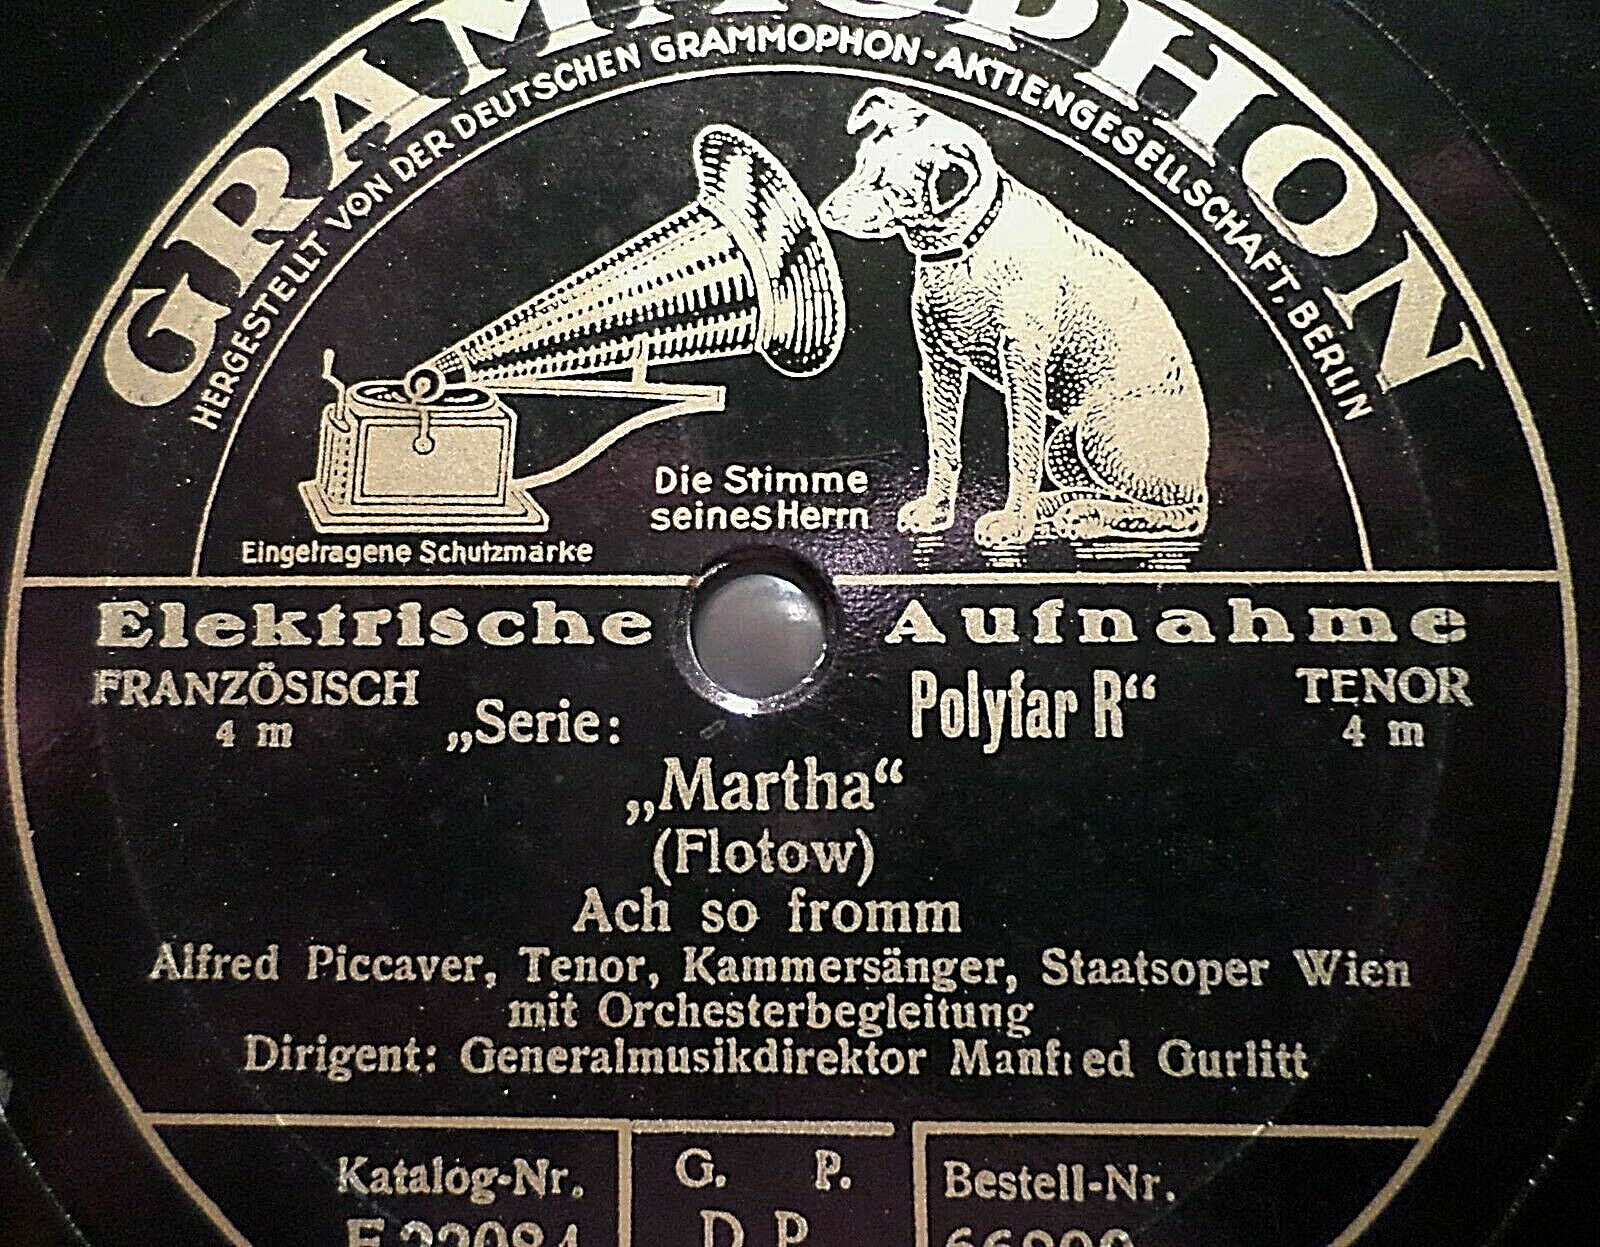 GRAMMOPHON
HERGESTELLT VON DER DEUTSCHEN GRAMMOPHON-AKTIENGESELLSCHAFT, BERLIN
Die Stimme
seines Herrn
Eingetragene Schutzmarke
Elektrische Aufnahme
FRANZÖSISCH TENOR
4 m „Serie: Polyfar R“ 4 m
„Martha“
(Flotow)
Ach so fromm
Alfred Piccaver, Tenor, Kammersänger, Staatsoper Wien
mit Orchesterbegleitung
Dirigent: Generalmusikdirektor Manfred Gurlitt
Katalog-Nr. G. P. Bestell-Nr.
D P